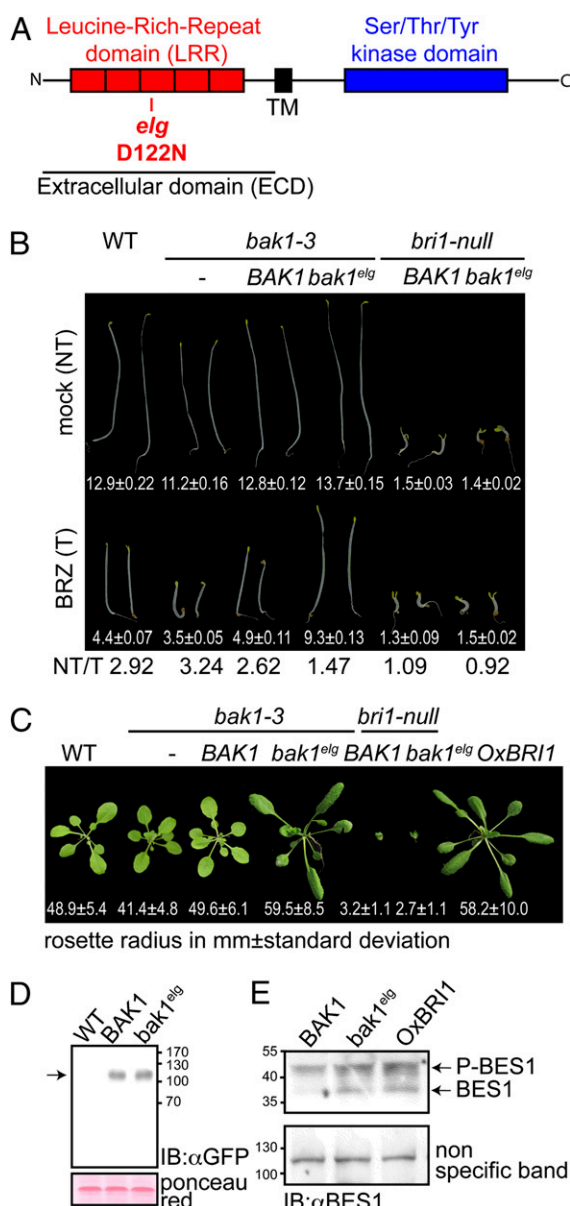 A
Leucine-Rich-Repeat domain (LRR)
Ser/Thr/Tyr kinase domain
N
C
TM
elg
D122N
Extracellular domain (ECD)
B
WT bak1-3 bri1-null
- BAK1 bak1elg BAK1 bak1elg
mock (NT)
12.9±0.22 11.2±0.16 12.8±0.12 13.7±0.15 1.5±0.03 1.4±0.02
BRZ (T)
4.4±0.07 3.5±0.05 4.9±0.11 9.3±0.13 1.3±0.09 1.5±0.02
NT/T 2.92 3.24 2.62 1.47 1.09 0.92
C
bak1-3 bri1-null
WT - BAK1 bak1elg BAK1 bak1elg OxBRI1
48.9±5.4 41.4±4.8 49.6±6.1 59.5±8.5 3.2±1.1 2.7±1.1 58.2±10.0
rosette radius in mm±standard deviation
D
WT BAK1 bak1elg
170
130
100
70
IB:αGFP
ponceau red
E
BAK1 bak1elg OxBRI1
55
40
35
P-BES1
BES1
130
100
non specific band
IB:αBES1